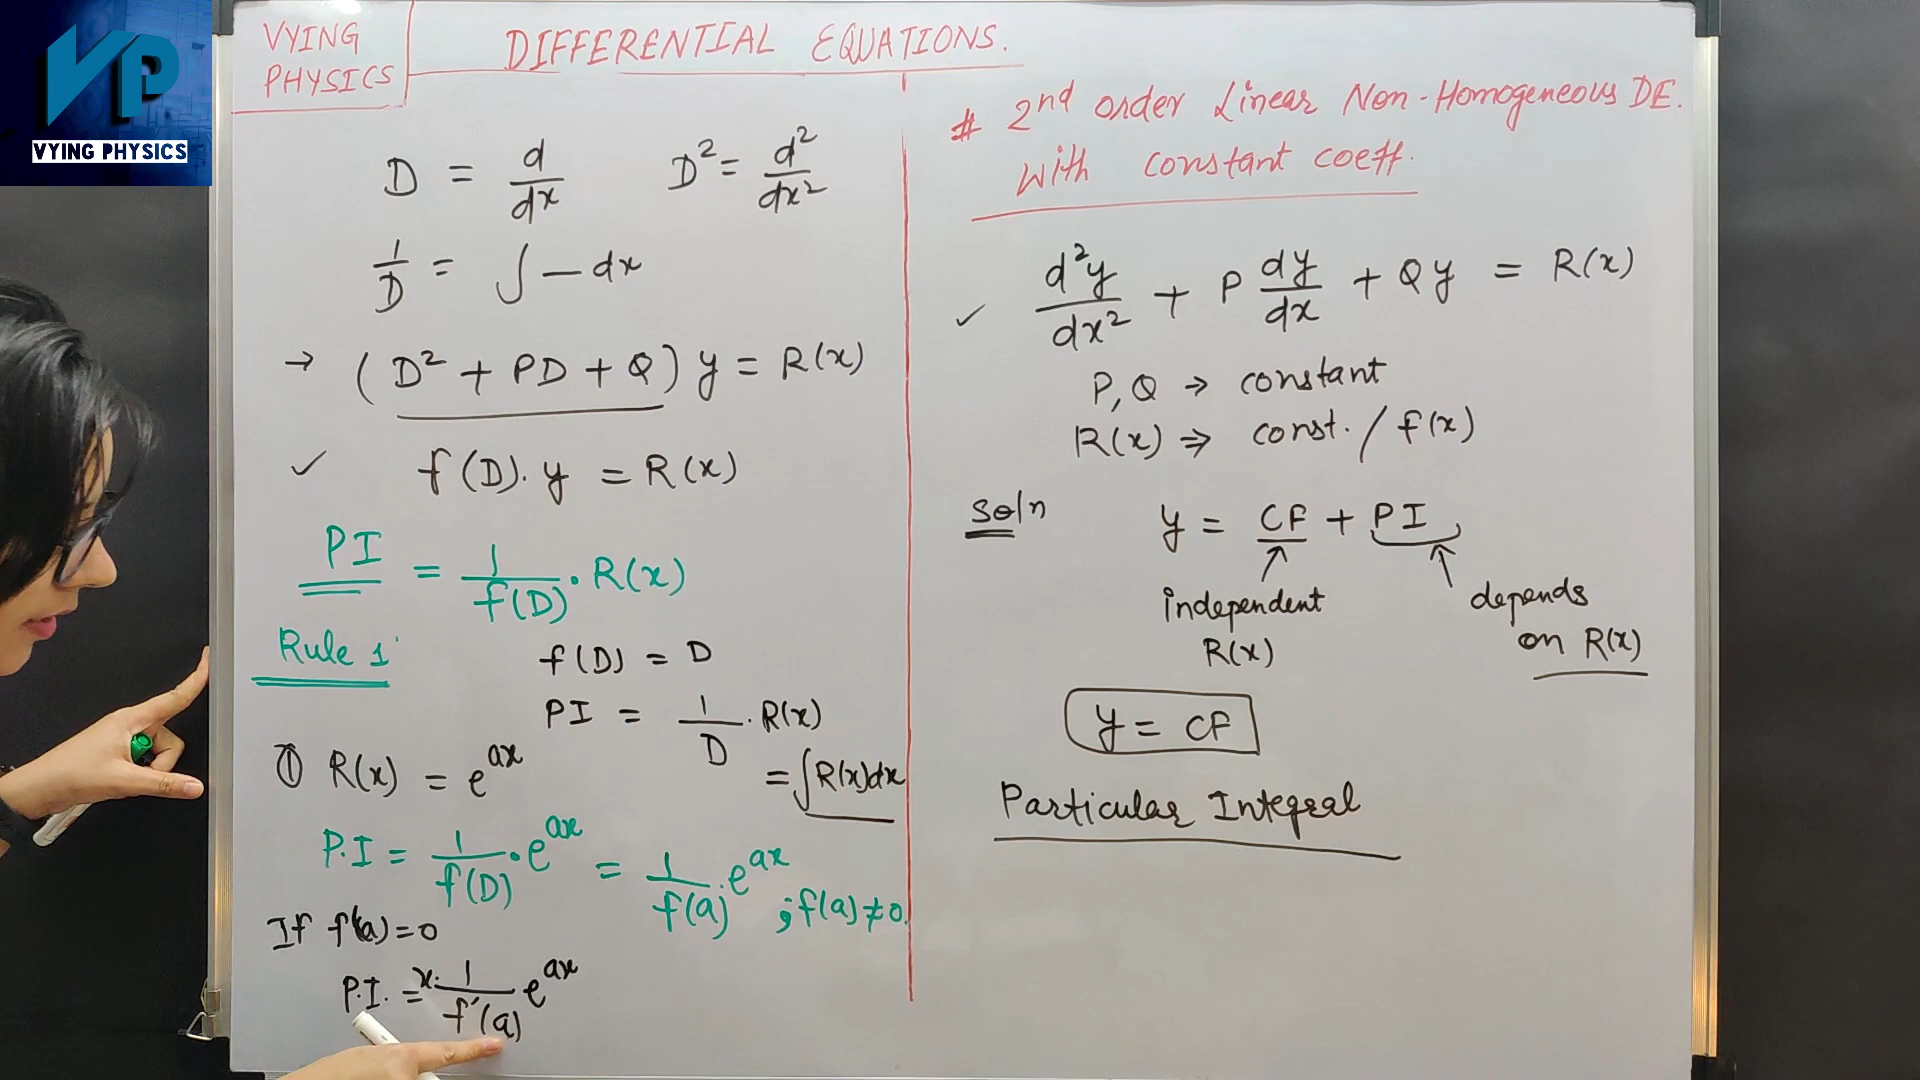 VP
VYING PHYSICS
VYING
PHYSICS
DIFFERENTIAL EQUATIONS.
D = d/dx D² = d²/dx²
1/D = ∫ — dx
→ (D² + PD + Q) y = R(x)
✓ f(D). y = R(x)
PI = 1/f(D) . R(x)
Rule 1
f(D) = D
PI = 1/D . R(x)
= ∫R(x)dx
① R(x) = e^ax
P.I = 1/f(D) . e^ax = 1/f(a) . e^ax ; f(a) ≠ 0.
If f(a) = 0
P.I. = x. 1/f'(a) e^ax
# 2nd order Linear Non-Homogeneous DE.
with constant coeff.
✓ d²y/dx² + P dy/dx + Qy = R(x)
P, Q → constant
R(x) ⇒ const. / f(x)
Soln y = CF + PI
independent
R(x)
depends
on R(x)
y = CF
Particular Integral